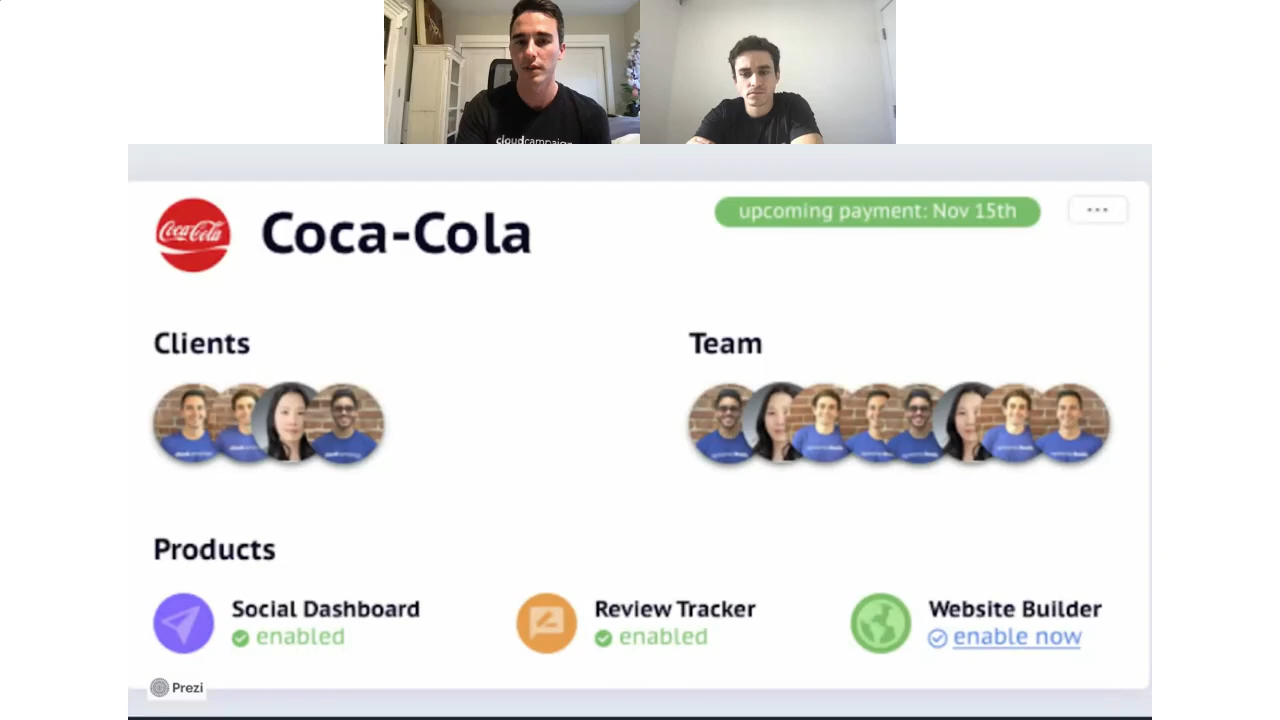 cloudcampaign
Coca-Cola
Coca-Cola
upcoming payment: Nov 15th
Clients
Team
Products
Social Dashboard
enabled
Review Tracker
enabled
Website Builder
enable now
Prezi